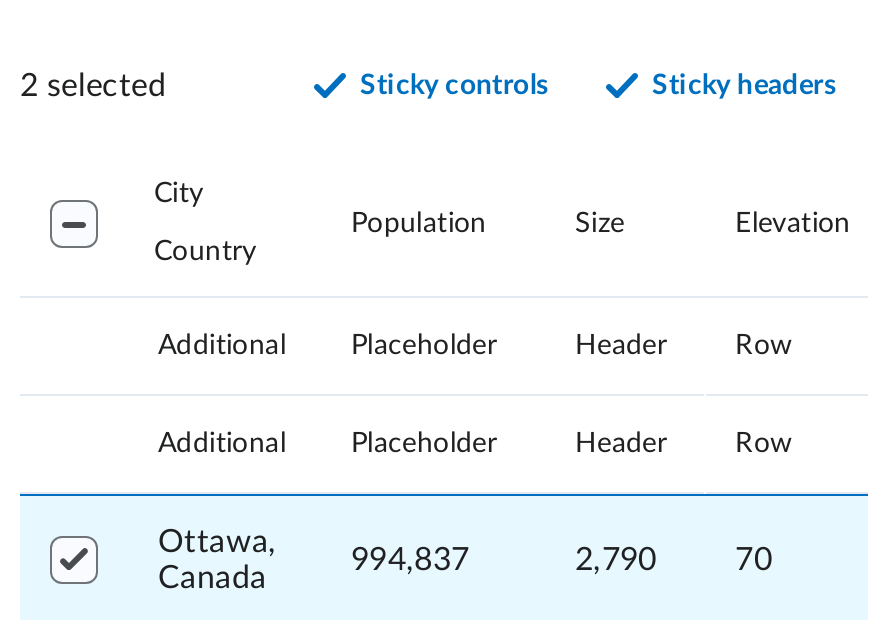 2 selected Sticky controls Sticky headers
City
Country
Population Size Elevation
Additional Placeholder Header Row
Additional Placeholder Header Row
Ottawa,
Canada
994,837 2,790 70